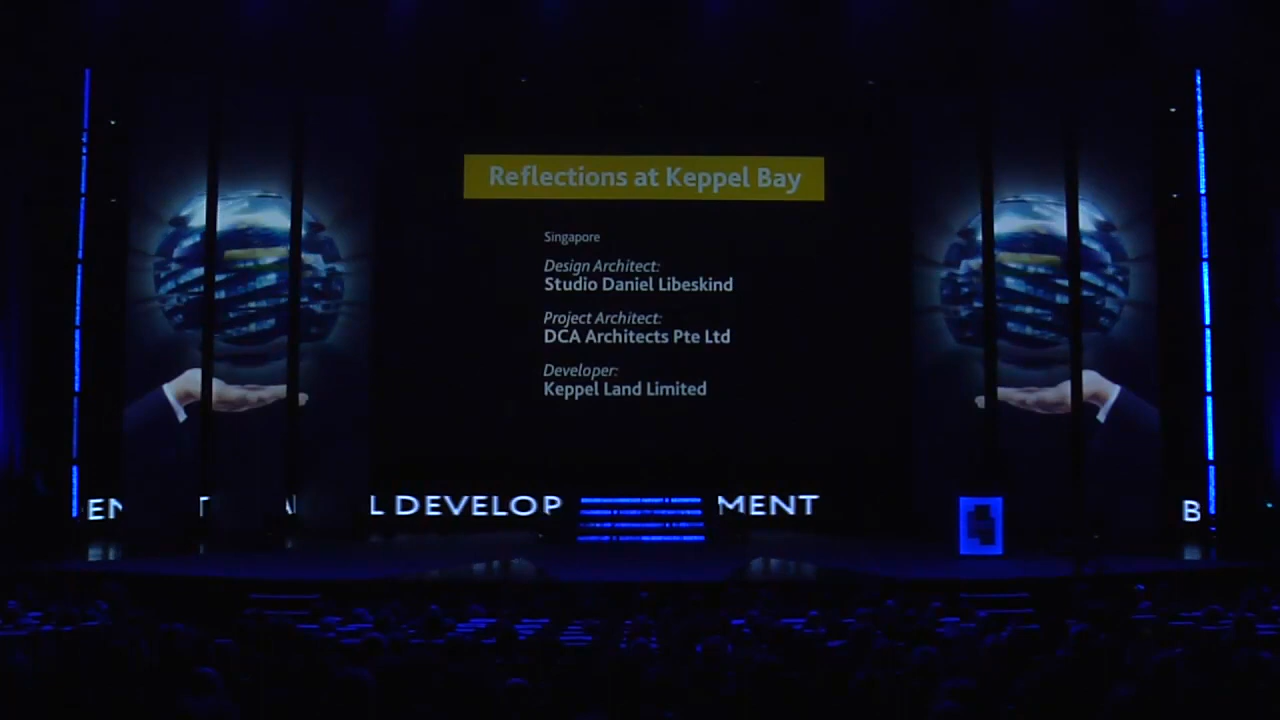 Reflections at Keppel Bay
Singapore
Design Architect:
Studio Daniel Libeskind
Project Architect:
DCA Architects Pte Ltd
Developer:
Keppel Land Limited
L DEVELOP MENT B